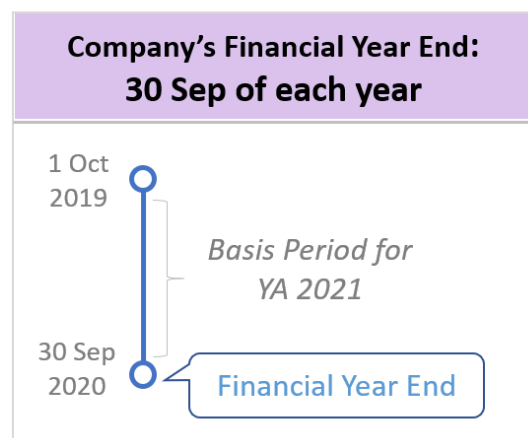 Company's Financial Year End:
30 Sep of each year
1 Oct
2019
Basis Period for
YA 2021
30 Sep
2020
Financial Year End